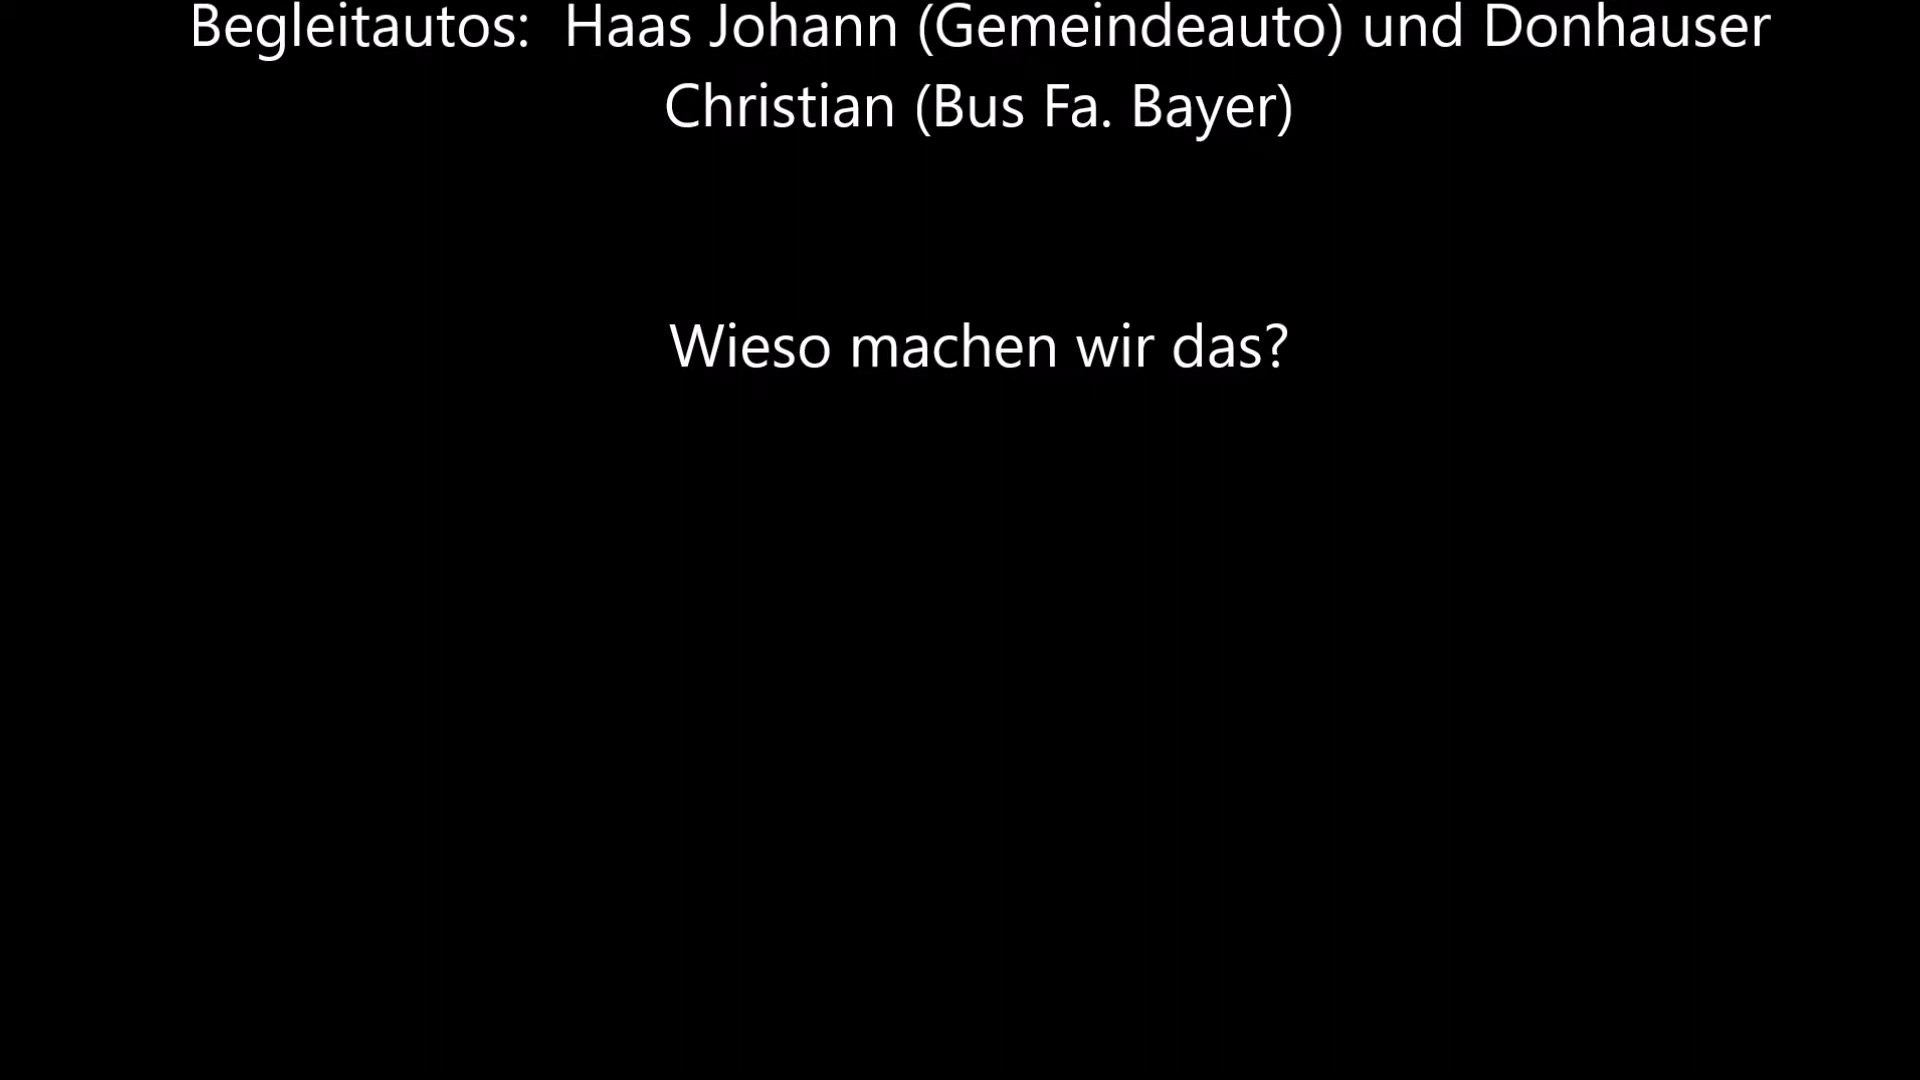 Begleitautos:  Haas Johann (Gemeindeauto) und Donhauser
Christian (Bus Fa. Bayer)
Wieso machen wir das?